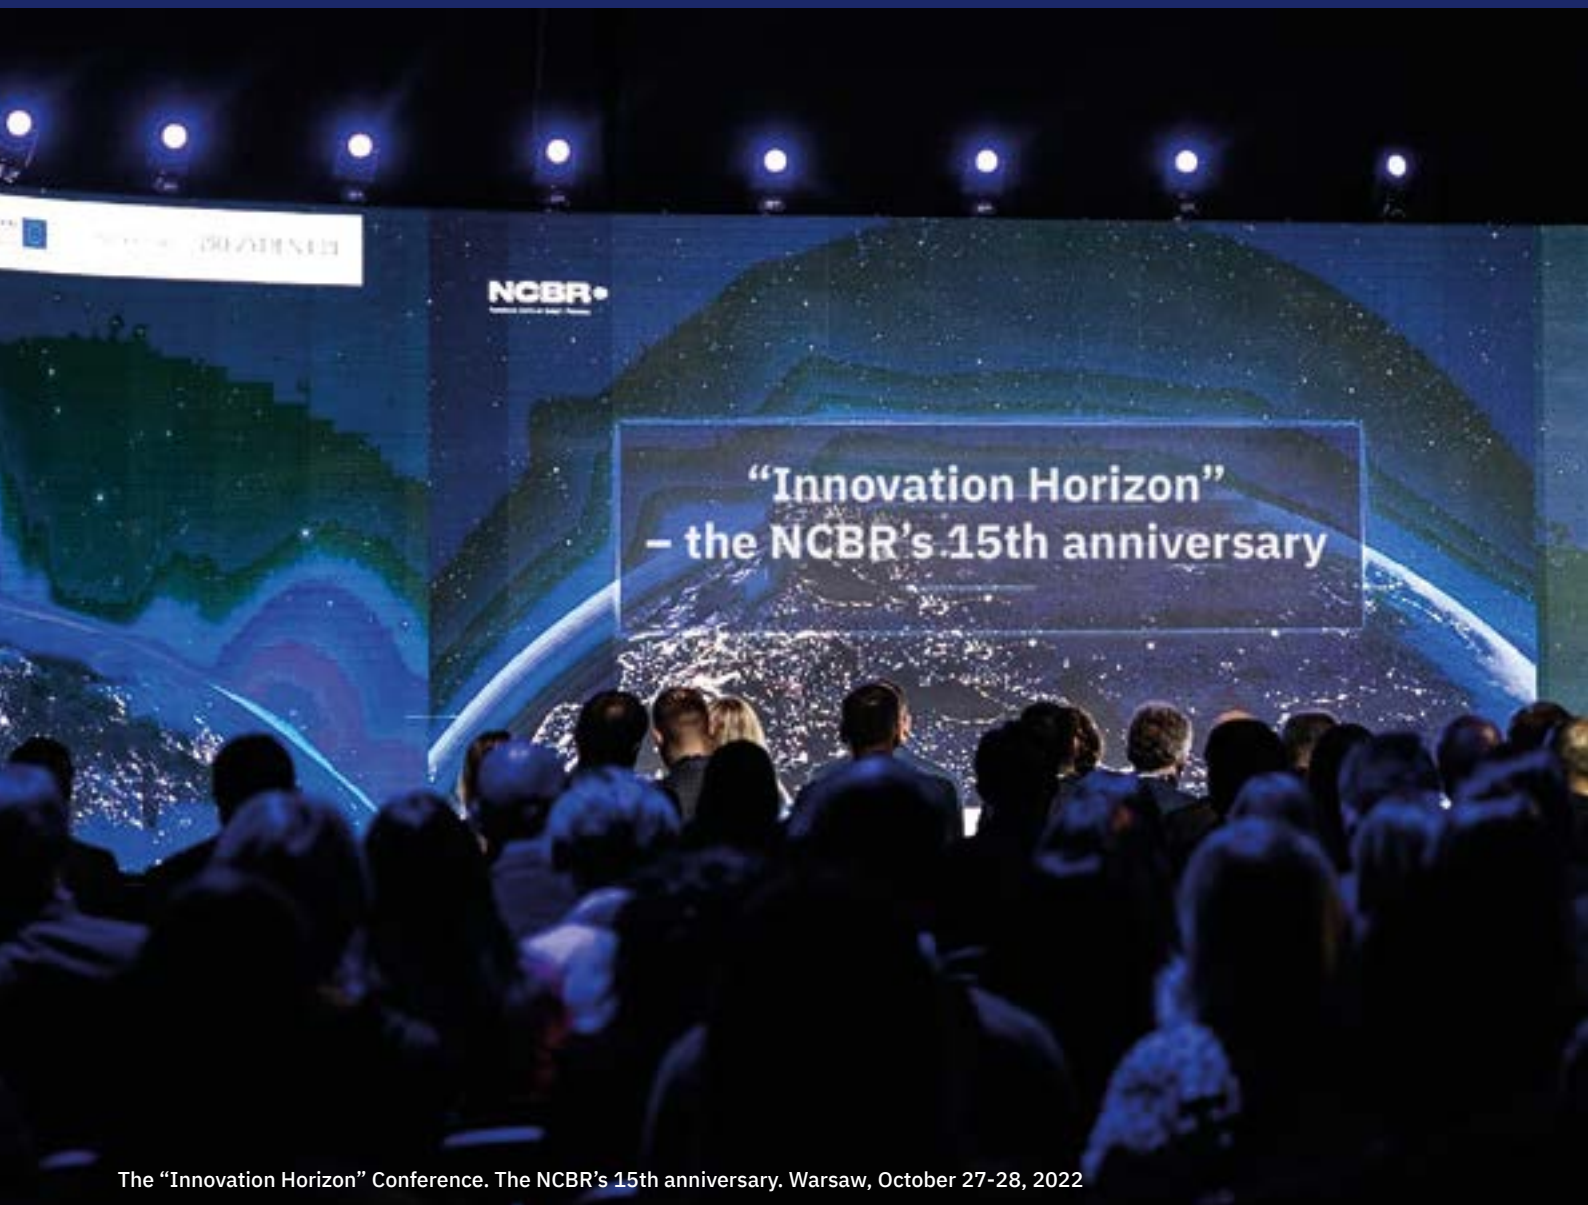 NCBR
“Innovation Horizon”
– the NCBR’s 15th anniversary
The “Innovation Horizon” Conference. The NCBR’s 15th anniversary. Warsaw, October 27-28, 2022